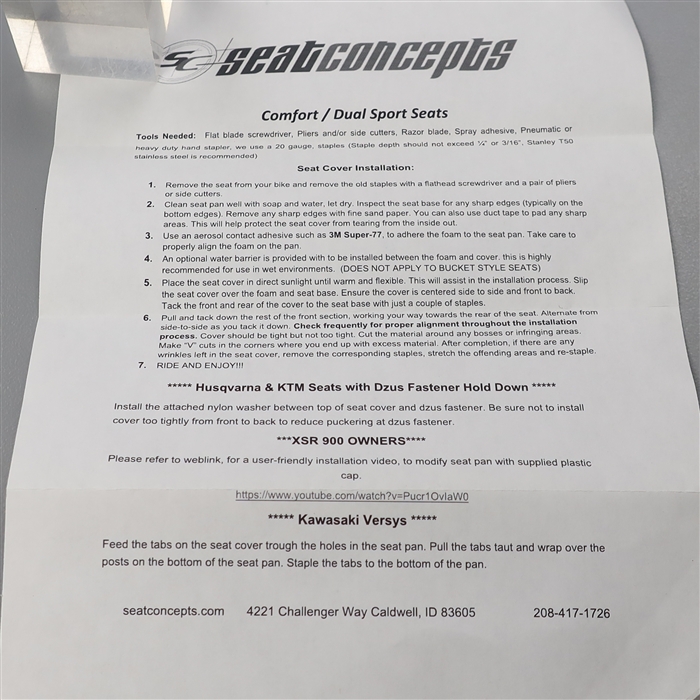 SC seat concepts
Comfort / Dual Sport Seats
Tools Needed: Flat blade screwdriver, Pliers and/or side cutters, Razor blade, Spray adhesive, Pneumatic or
heavy duty hand stapler, we use a 20 gauge, staples (Staple depth should not exceed ¼" or 3/16", Stanley T50
stainless steel is recommended)
Seat Cover Installation:
1. Remove the seat from your bike and remove the old staples with a flathead screwdriver and a pair of pliers
or side cutters.
2. Clean seat pan well with soap and water, let dry. Inspect the seat base for any sharp edges (typically on the
bottom edges). Remove any sharp edges with fine sand paper. You can also use duct tape to pad any sharp
areas. This will help protect the seat cover from tearing from the inside out.
3. Use an aerosol contact adhesive such as 3M Super-77, to adhere the foam to the seat pan. Take care to
properly align the foam on the pan.
4. An optional water barrier is provided with to be installed between the foam and cover, this is highly
recommended for use in wet environments. (DOES NOT APPLY TO BUCKET STYLE SEATS)
5. Place the seat cover in direct sunlight until warm and flexible. This will assist in the installation process. Slip
the seat cover over the foam and seat base. Ensure the cover is centered side to side and front to back.
Tack the front and rear of the cover to the seat base with just a couple of staples.
6. Pull and tack down the rest of the front section, working your way towards the rear of the seat. Alternate from
side-to-side as you tack it down. Check frequently for proper alignment throughout the installation
process. Cover should be tight but not too tight. Cut the material around any bosses or infringing areas.
Make "V" cuts in the corners where you end up with excess material. After completion, if there are any
wrinkles left in the seat cover, remove the corresponding staples, stretch the offending areas and re-staple.
7. RIDE AND ENJOY!!!
***** Husqvarna & KTM Seats with Dzus Fastener Hold Down *****
Install the attached nylon washer between top of seat cover and dzus fastener. Be sure not to install
cover too tightly from front to back to reduce puckering at dzus fastener.
***XSR 900 OWNERS****
Please refer to weblink, for a user-friendly installation video, to modify seat pan with supplied plastic
cap.
https://www.youtube.com/watch?v=Pucr1OvlaW0
***** Kawasaki Versys *****
Feed the tabs on the seat cover trough the holes in the seat pan. Pull the tabs taut and wrap over the
posts on the bottom of the seat pan. Staple the tabs to the bottom of the pan.
seatconcepts.com 4221 Challenger Way Caldwell, ID 83605 208-417-1726